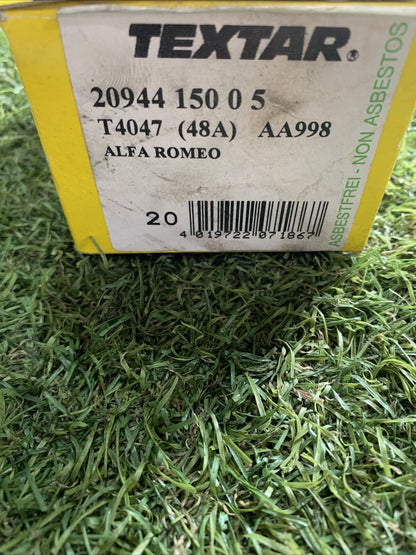 TEXTAR®
20944 150 0 5
T4047 (48A) AA998
ALFA ROMEO
20
4 019722 071867
ASBESTFREI - NON ASBESTOS